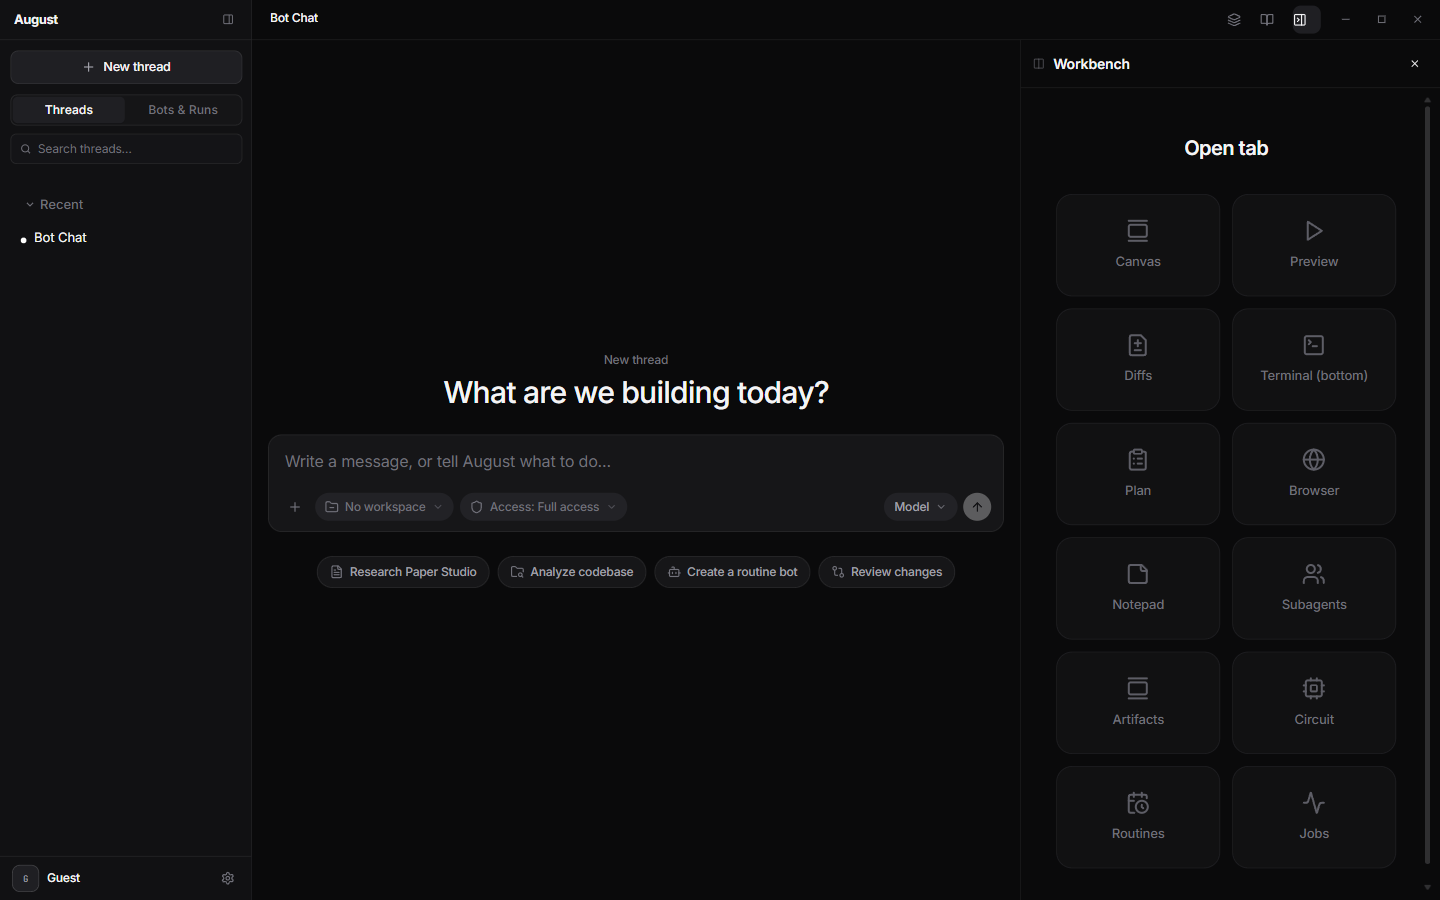 August
Bot Chat
New thread
Threads
Bots & Runs
Search threads...
Recent
Bot Chat
G
Guest
New thread
What are we building today?
Write a message, or tell August what to do...
No workspace
Access: Full access
Model
Research Paper Studio
Analyze codebase
Create a routine bot
Review changes
Workbench
Open tab
Canvas
Preview
Diffs
Terminal (bottom)
Plan
Browser
Notepad
Subagents
Artifacts
Circuit
Routines
Jobs